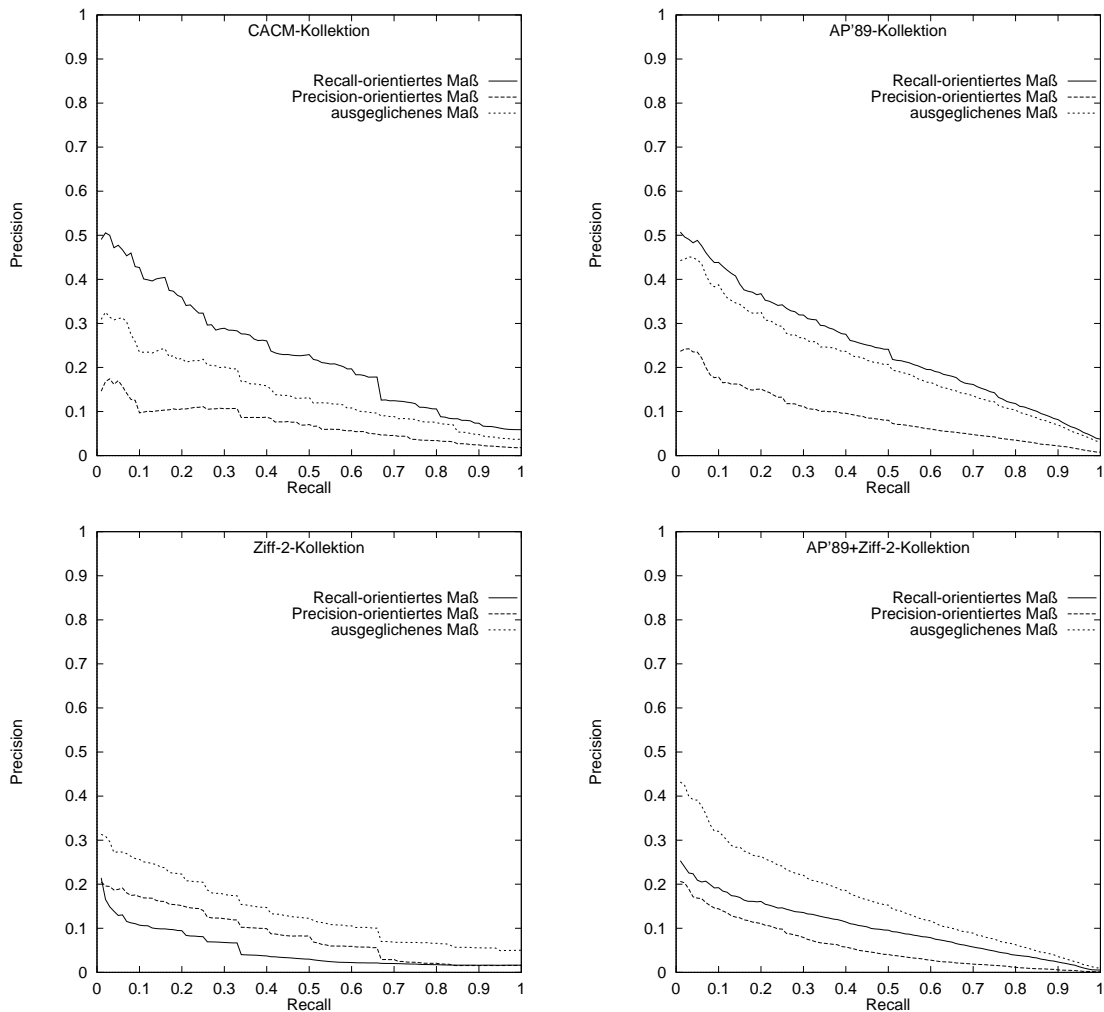 CACM-Kollektion
Recall-orientiertes Maß
Precision-orientiertes Maß
ausgeglichenes Maß
Precision
1
0.9
0.8
0.7
0.6
0.5
0.4
0.3
0.2
0.1
0
0 0.1 0.2 0.3 0.4 0.5 0.6 0.7 0.8 0.9 1
Recall
AP'89-Kollektion
Recall-orientiertes Maß
Precision-orientiertes Maß
ausgeglichenes Maß
Precision
1
0.9
0.8
0.7
0.6
0.5
0.4
0.3
0.2
0.1
0
0 0.1 0.2 0.3 0.4 0.5 0.6 0.7 0.8 0.9 1
Recall
Ziff-2-Kollektion
Recall-orientiertes Maß
Precision-orientiertes Maß
ausgeglichenes Maß
Precision
1
0.9
0.8
0.7
0.6
0.5
0.4
0.3
0.2
0.1
0
0 0.1 0.2 0.3 0.4 0.5 0.6 0.7 0.8 0.9 1
Recall
AP'89+Ziff-2-Kollektion
Recall-orientiertes Maß
Precision-orientiertes Maß
ausgeglichenes Maß
Precision
1
0.9
0.8
0.7
0.6
0.5
0.4
0.3
0.2
0.1
0
0 0.1 0.2 0.3 0.4 0.5 0.6 0.7 0.8 0.9 1
Recall